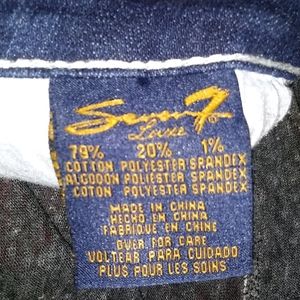 Seven7
Luxe
79% 20% 1%
COTTON POLYESTER SPANDEX
ALGODON POLYESTER SPANDEX
COTON POLYESTER SPANDEX
MADE IN CHINA
HECHO EN CHINA
FABRIQUE EN CHINE
OVER FOR CARE
VOLTEAR PARA CUIDADO
PLUS POUR LES SOINS